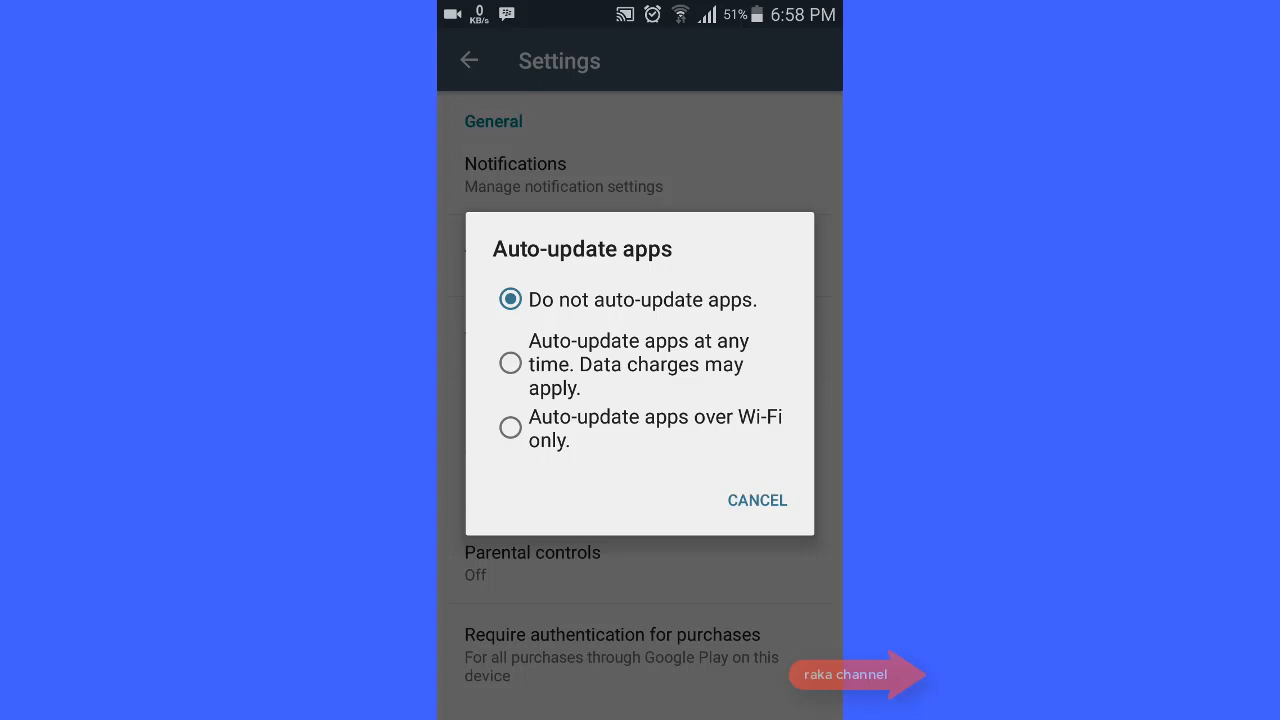 0
KB/s
51%
6:58 PM
Settings
General
Notifications
Manage notification settings
Auto-update apps
Do not auto-update apps.
Auto-update apps at any
time. Data charges may
apply.
Auto-update apps over Wi-Fi
only.
CANCEL
Parental controls
Off
Require authentication for purchases
For all purchases through Google Play on this
device
raka channel